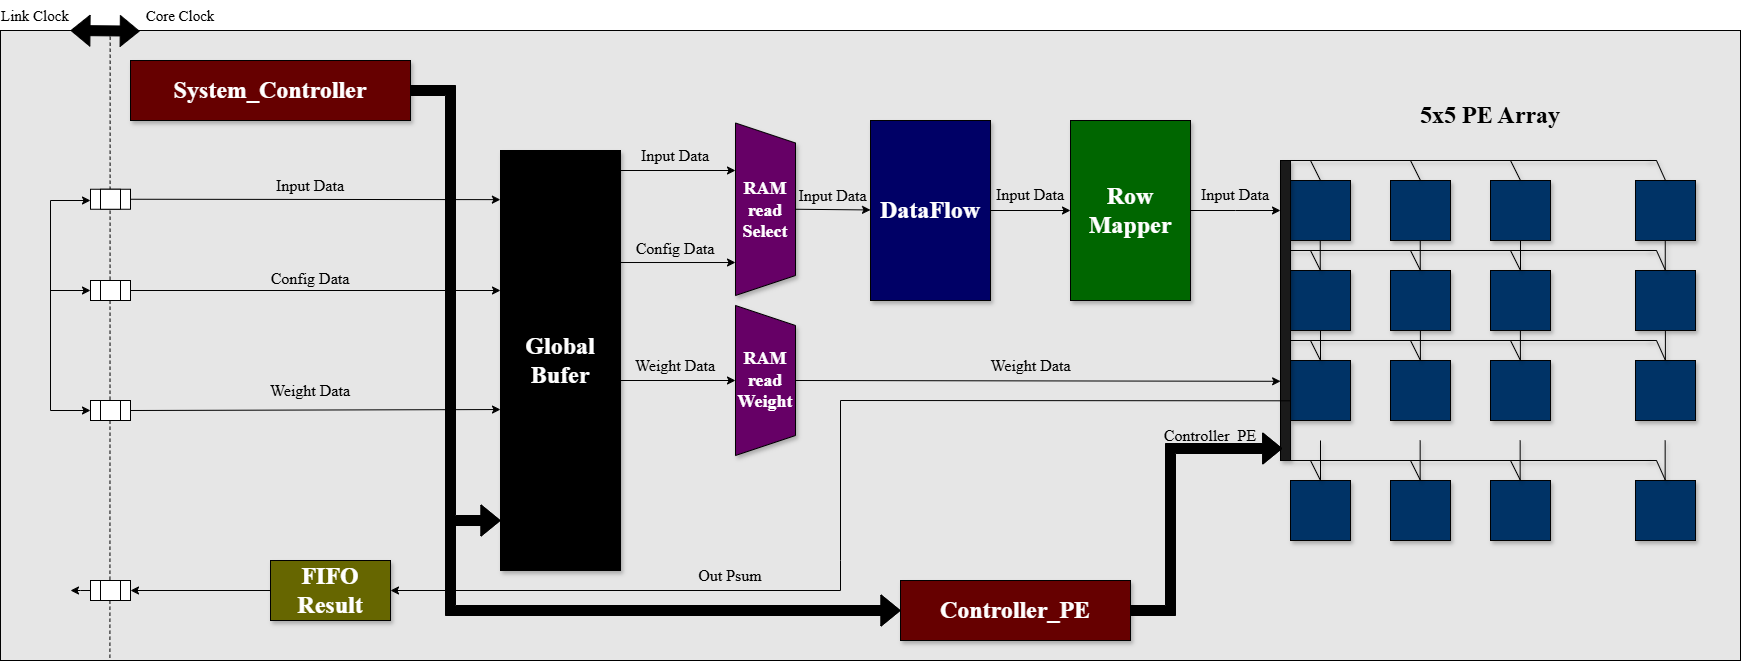 Link Clock
Core Clock
System_Controller
5x5 PE Array
Input Data
Input Data
RAM
read
Select
Input Data
DataFlow
Input Data
Row
Mapper
Input Data
Config Data
Config Data
Global
Bufer
Weight Data
Weight Data
RAM
read
Weight
Weight Data
Controller_PE
FIFO
Result
Out Psum
Controller_PE